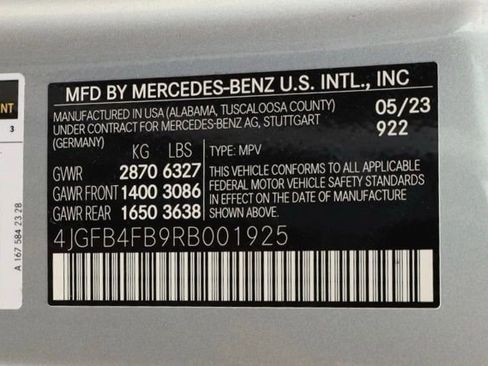 MFD BY MERCEDES-BENZ U.S. INTL., INC
MANUFACTURED IN USA (ALABAMA, TUSCALOOSA COUNTY)
UNDER CONTRACT FOR MERCEDES-BENZ AG, STUTTGART
(GERMANY)
05/23
922
KG LBS
GVWR 2870 6327
GAWR FRONT 1400 3086
GAWR REAR 1650 3638
TYPE: MPV
THIS VEHICLE CONFORMS TO ALL APPLICABLE
FEDERAL MOTOR VEHICLE SAFETY STANDARDS
IN EFFECT ON THE DATE OF MANUFACTURE
SHOWN ABOVE.
4JGFB4FB9RB001925
3
A 167 584 23 28